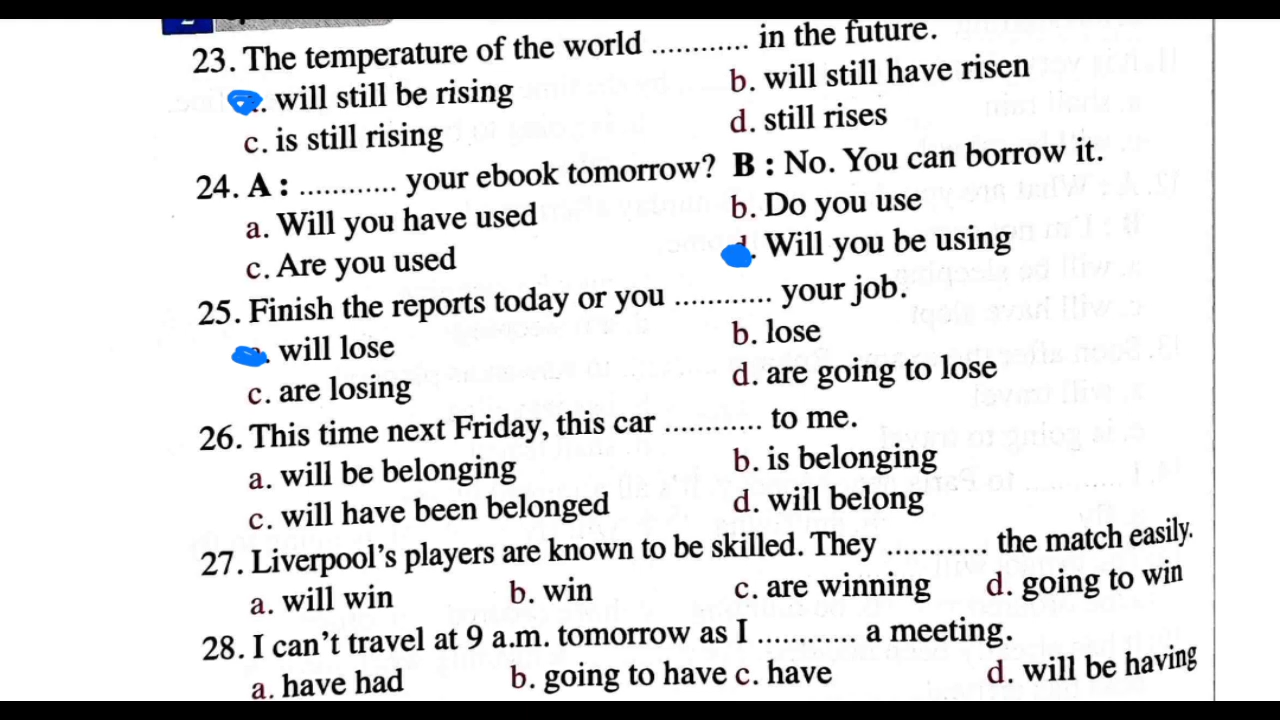 23. The temperature of the world ............ in the future.
. will still be rising b. will still have risen
c. is still rising d. still rises
24. A : ............ your ebook tomorrow? B : No. You can borrow it.
a. Will you have used b. Do you use
c. Are you used . Will you be using
25. Finish the reports today or you ............ your job.
. will lose b. lose
c. are losing d. are going to lose
26. This time next Friday, this car ............ to me.
a. will be belonging b. is belonging
c. will have been belonged d. will belong
27. Liverpool's players are known to be skilled. They ............ the match easily.
a. will win b. win c. are winning d. going to win
28. I can't travel at 9 a.m. tomorrow as I ............ a meeting.
a. have had b. going to have c. have d. will be having